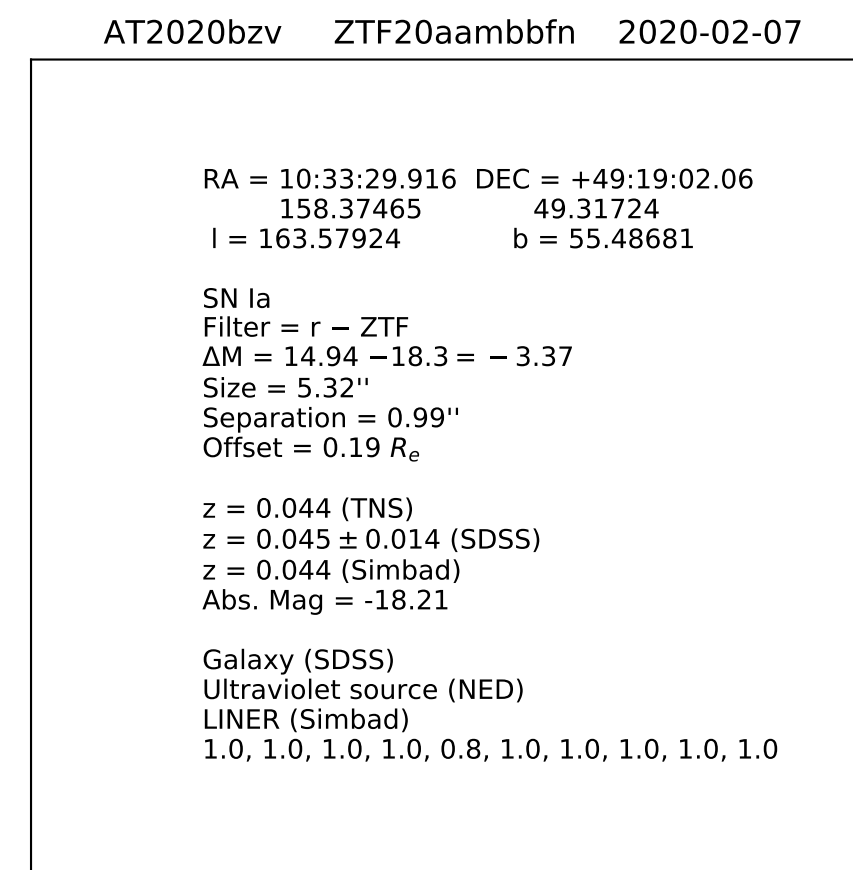 AT2020bzv ZTF20aambbfn 2020-02-07
RA = 10:33:29.916 DEC = +49:19:02.06
158.37465 49.31724
l = 163.57924 b = 55.48681
SN Ia
Filter = r − ZTF
ΔM = 14.94 −18.3 = − 3.37
Size = 5.32''
Separation = 0.99''
Offset = 0.19 Rₑ
z = 0.044 (TNS)
z = 0.045 ± 0.014 (SDSS)
z = 0.044 (Simbad)
Abs. Mag = -18.21
Galaxy (SDSS)
Ultraviolet source (NED)
LINER (Simbad)
1.0, 1.0, 1.0, 1.0, 0.8, 1.0, 1.0, 1.0, 1.0, 1.0